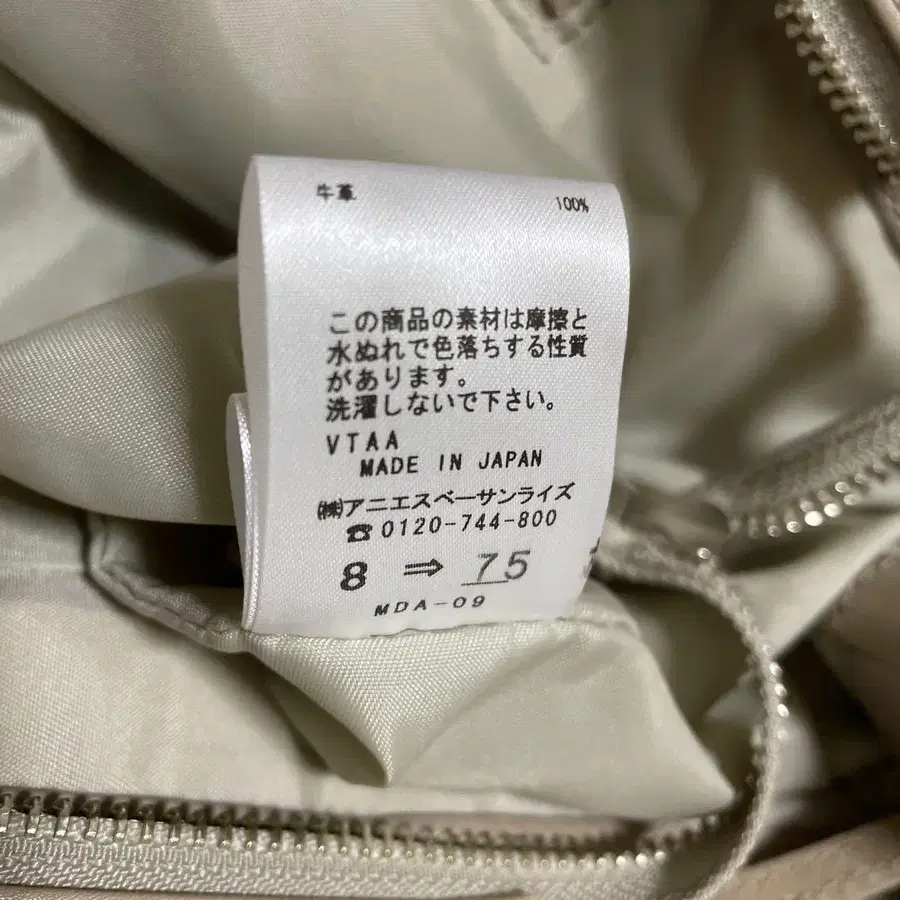 牛革 100%
この商品の素材は摩擦と
水ぬれで色落ちする性質
があります。
洗濯しないで下さい。
VTAA
MADE IN JAPAN
㈱アニエスベーサンライズ
☎0120-744-800
8 ⇒ 75
MDA-09